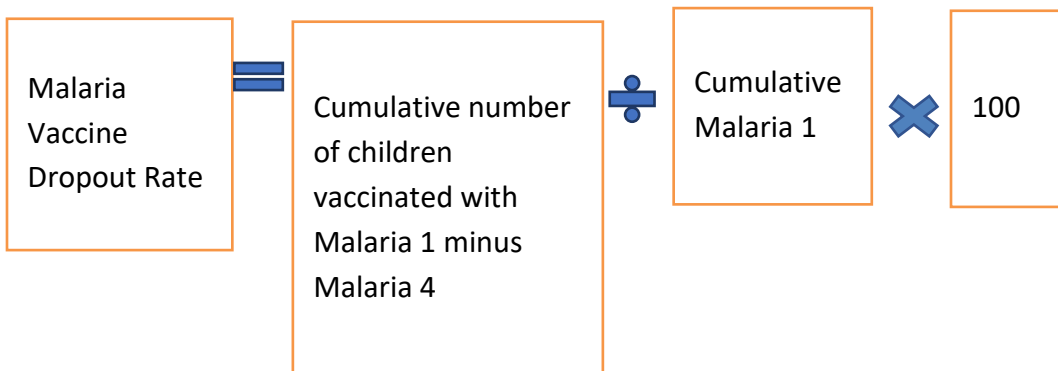 Malaria
Vaccine
Dropout Rate
=
Cumulative number
of children
vaccinated with
Malaria 1 minus
Malaria 4
÷
Cumulative
Malaria 1
×
100